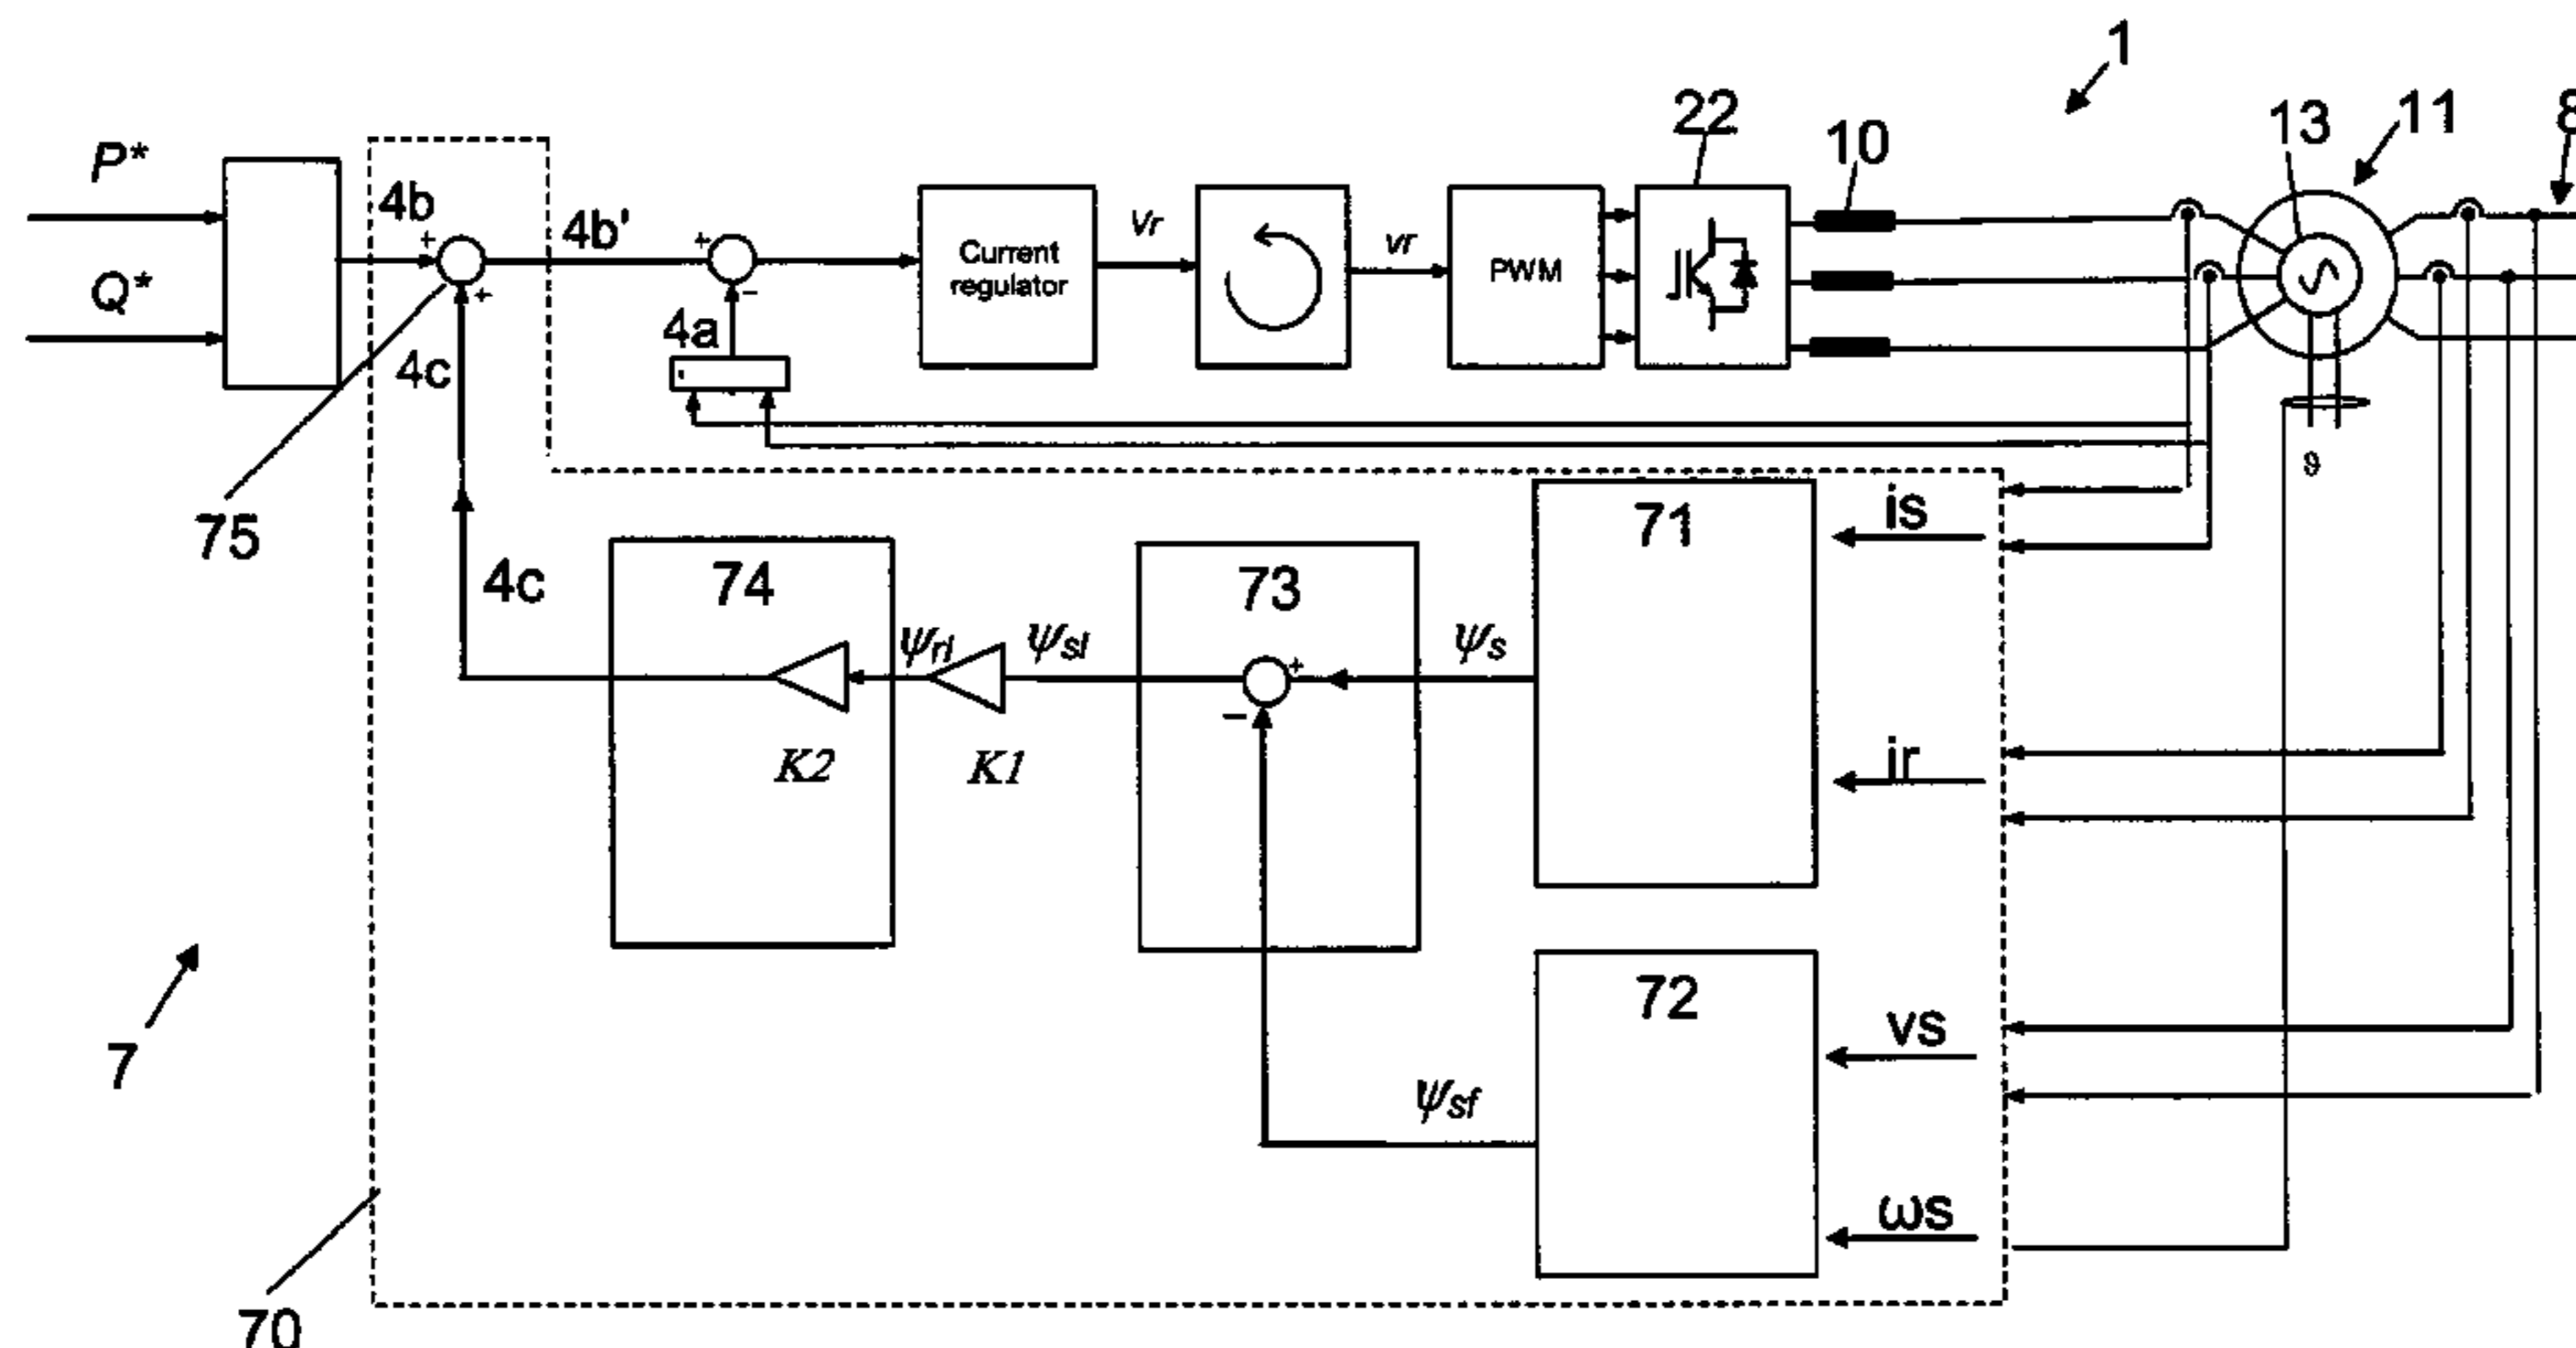 1
22
10
13
11
8
P*
4b
4b'
Q*
4a
4c
+
+
+
-
Current
regulator
Vr
vr
PWM
9
75
4c
74
ψrl
ψsl
73
ψs
71
is
K2
K1
+
−
ir
72
vs
ψsf
ωs
7
70